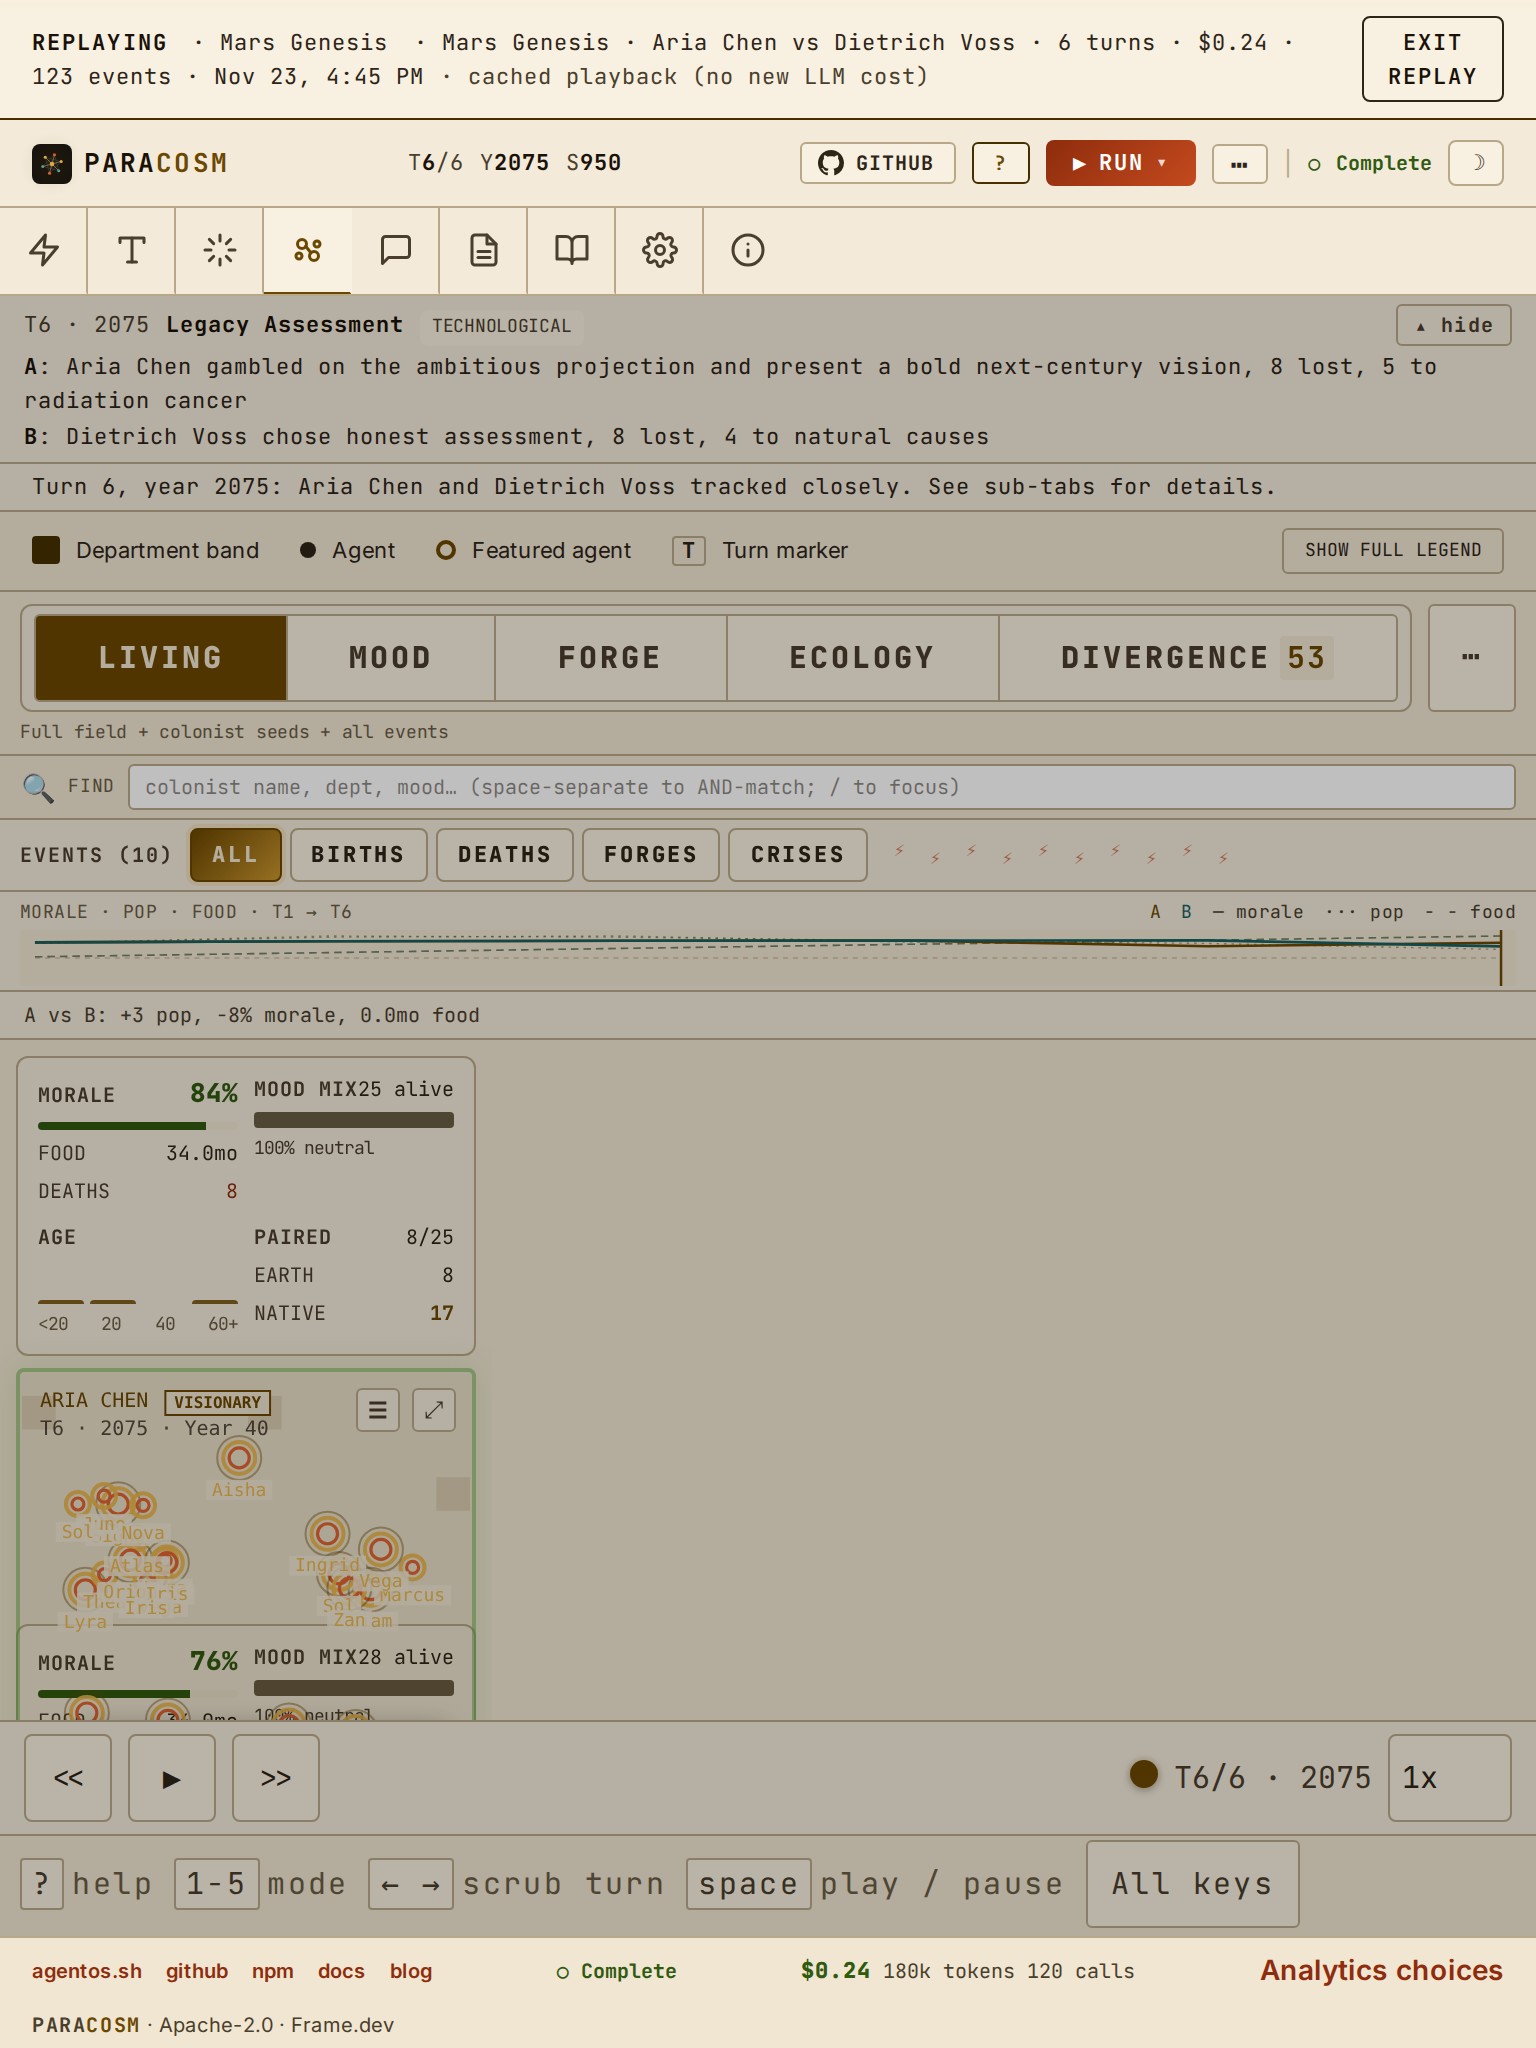 REPLAYING · Mars Genesis · Mars Genesis · Aria Chen vs Dietrich Voss · 6 turns · $0.24 ·
123 events · Nov 23, 4:45 PM · cached playback (no new LLM cost)
EXIT
REPLAY
PARACOSM
T6/6 Y2075 S950
GITHUB
?
▶ RUN ▾
…
○ Complete
T6 · 2075 Legacy Assessment TECHNOLOGICAL
▴ hide
A: Aria Chen gambled on the ambitious projection and present a bold next-century vision, 8 lost, 5 to
radiation cancer
B: Dietrich Voss chose honest assessment, 8 lost, 4 to natural causes
Turn 6, year 2075: Aria Chen and Dietrich Voss tracked closely. See sub-tabs for details.
Department band
Agent
Featured agent
T Turn marker
SHOW FULL LEGEND
LIVING
MOOD
FORGE
ECOLOGY
DIVERGENCE 53
…
Full field + colonist seeds + all events
FIND
colonist name, dept, mood… (space-separate to AND-match; / to focus)
EVENTS (10)
ALL
BIRTHS
DEATHS
FORGES
CRISES
MORALE · POP · FOOD · T1 → T6
A B — morale ··· pop - - food
A vs B: +3 pop, -8% morale, 0.0mo food
MORALE 84%
MOOD MIX 25 alive
100% neutral
FOOD 34.0mo
DEATHS 8
AGE
<20 20 40 60+
PAIRED 8/25
EARTH 8
NATIVE 17
ARIA CHEN VISIONARY
T6 · 2075 · Year 40
Aisha
Sol
Nova
Atlas
Iris
Iris
Lyra
Ingrid
Vega
Marcus
Sol
Zan
MORALE 76%
MOOD MIX 28 alive
100% neutral
<<
▶
>>
T6/6 · 2075
1x
? help 1-5 mode ← → scrub turn space play / pause All keys
agentos.sh github npm docs blog
○ Complete
$0.24 180k tokens 120 calls
Analytics choices
PARACOSM · Apache-2.0 · Frame.dev